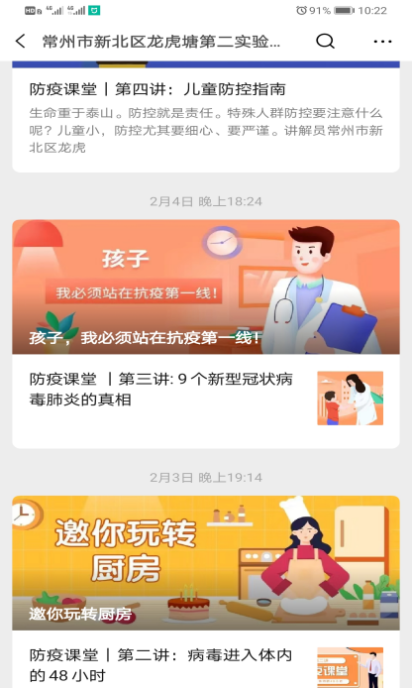 HD 4G 4G 91% 10:22
常州市新北区龙虎塘第二实验...
防疫课堂丨第四讲：儿童防控指南
生命重于泰山。防控就是责任。特殊人群防控要注意什么
呢？儿童小，防控尤其要细心、要严谨。讲解员常州市新
北区龙虎
2月4日 晚上18:24
孩子
我必须站在抗疫第一线！
孩子，我必须站在抗疫第一线！
防疫课堂 丨第三讲: 9 个新型冠状病
毒肺炎的真相
2月3日 晚上19:14
邀你玩转
厨房
邀你玩转厨房
防疫课堂丨第二讲：病毒进入体内
的 48 小时
课堂